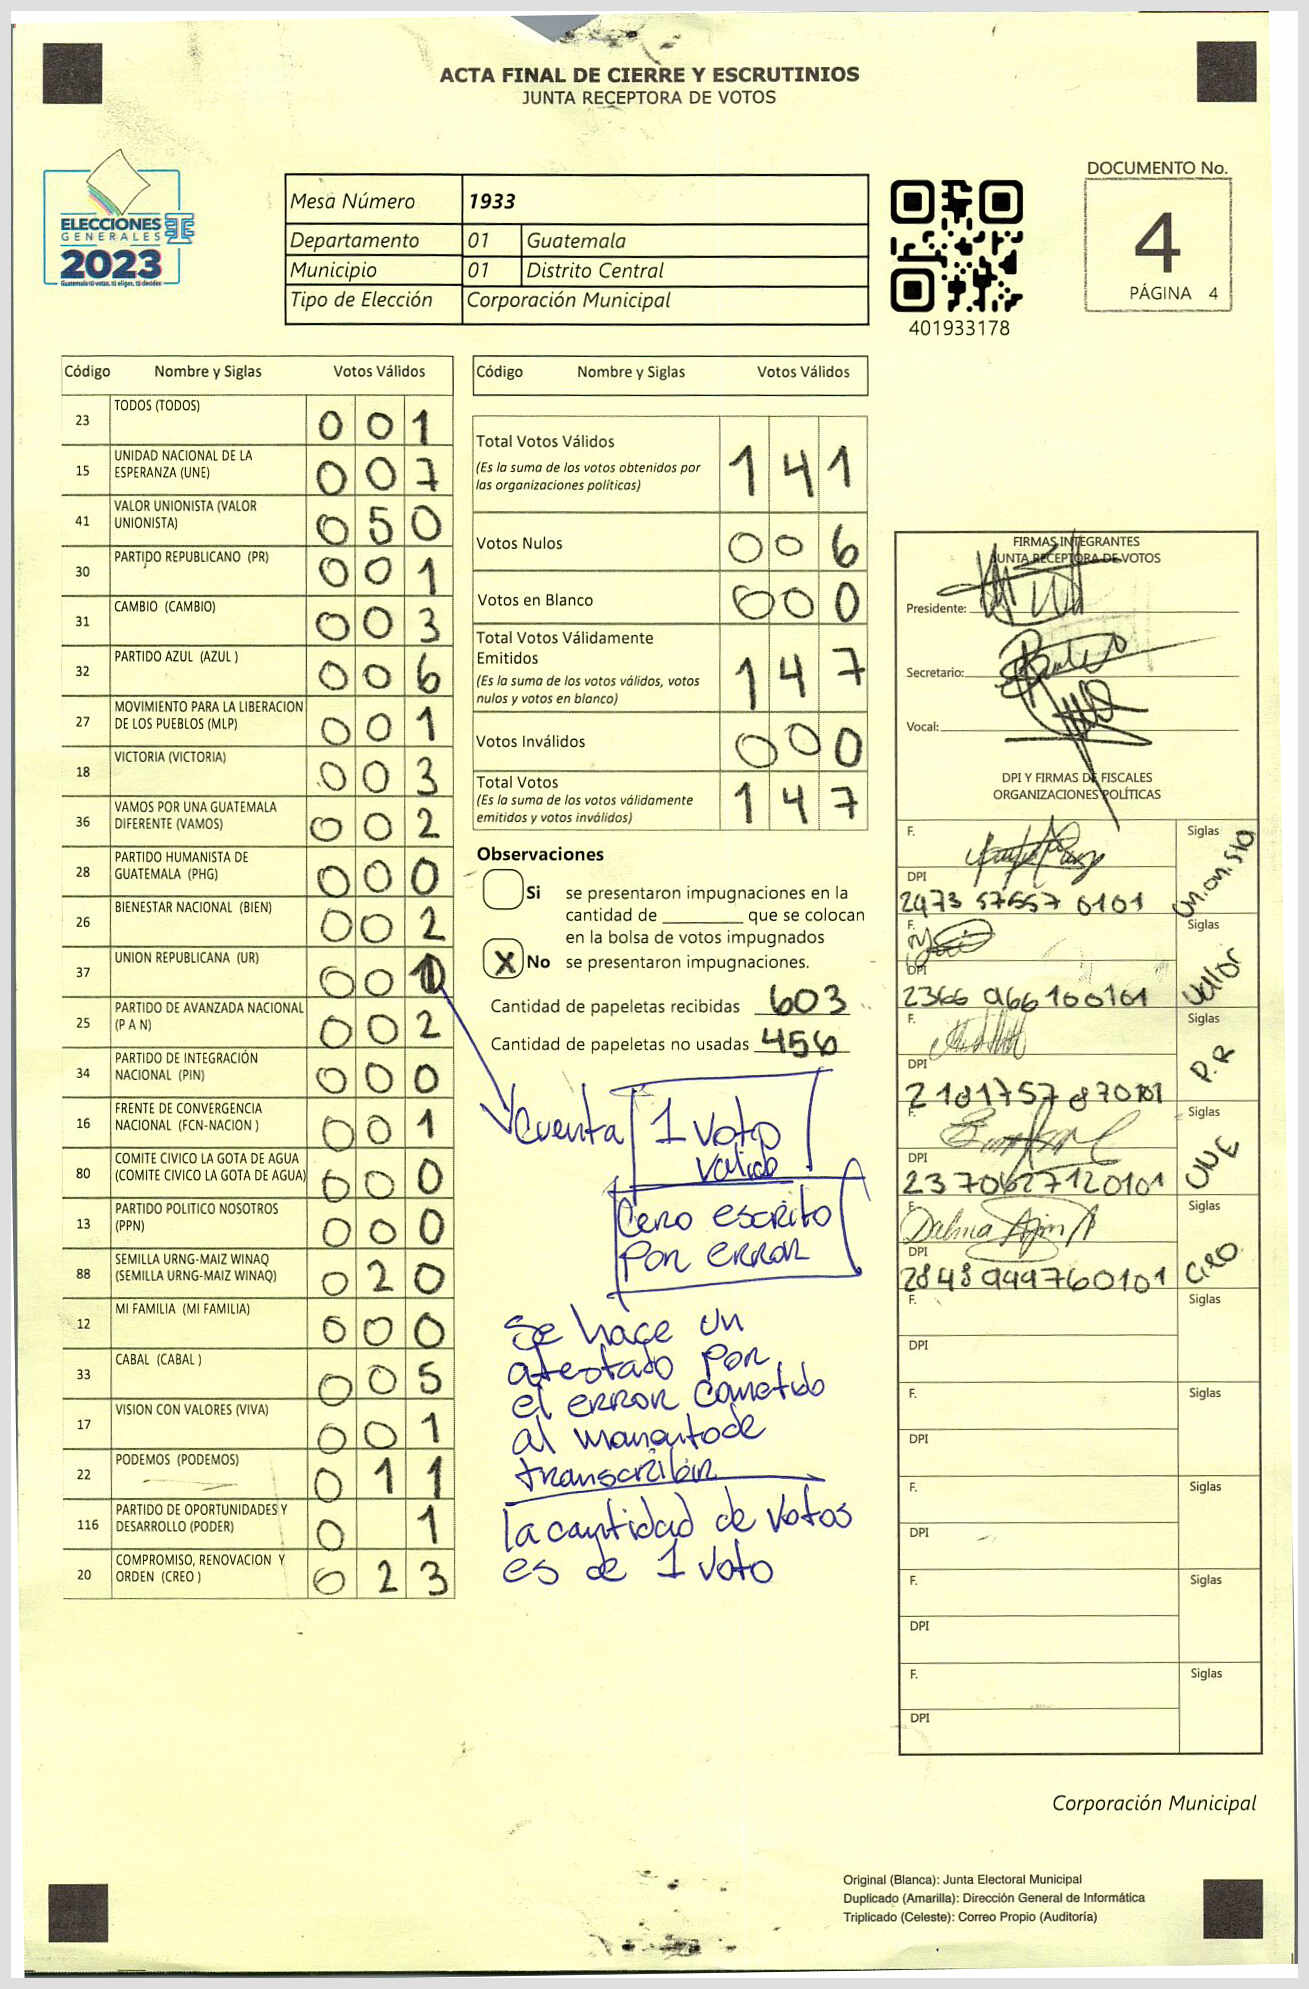 ACTA FINAL DE CIERRE Y ESCRUTINIOS
JUNTA RECEPTORA DE VOTOS
ELECCIONES
GENERALES
2023
Mesa Número 1933
Departamento 01 Guatemala
Municipio 01 Distrito Central
Tipo de Elección Corporación Municipal
401933178
DOCUMENTO No.
4
PÁGINA 4
Código Nombre y Siglas Votos Válidos
23 TODOS (TODOS) 0 0 1
15 UNIDAD NACIONAL DE LA
ESPERANZA (UNE) 0 0 7
41 VALOR UNIONISTA (VALOR
UNIONISTA) 0 5 0
30 PARTIDO REPUBLICANO (PR) 0 0 1
31 CAMBIO (CAMBIO) 0 0 3
32 PARTIDO AZUL (AZUL ) 0 0 6
27 MOVIMIENTO PARA LA LIBERACION
DE LOS PUEBLOS (MLP) 0 0 1
18 VICTORIA (VICTORIA) 0 0 3
36 VAMOS POR UNA GUATEMALA
DIFERENTE (VAMOS) 0 0 2
28 PARTIDO HUMANISTA DE
GUATEMALA (PHG) 0 0 0
26 BIENESTAR NACIONAL (BIEN) 0 0 2
37 UNION REPUBLICANA (UR) 0 0 1
25 PARTIDO DE AVANZADA NACIONAL
(P A N) 0 0 2
34 PARTIDO DE INTEGRACIÓN
NACIONAL (PIN) 0 0 0
16 FRENTE DE CONVERGENCIA
NACIONAL (FCN-NACION ) 0 0 1
80 COMITE CIVICO LA GOTA DE AGUA
(COMITE CIVICO LA GOTA DE AGUA) 0 0 0
13 PARTIDO POLITICO NOSOTROS
(PPN) 0 0 0
88 SEMILLA URNG-MAIZ WINAQ
(SEMILLA URNG-MAIZ WINAQ) 0 2 0
12 MI FAMILIA (MI FAMILIA) 0 0 0
33 CABAL (CABAL ) 0 0 5
17 VISION CON VALORES (VIVA) 0 0 1
22 PODEMOS (PODEMOS) 0 1 1
116 PARTIDO DE OPORTUNIDADES Y
DESARROLLO (PODER) 0 1
20 COMPROMISO, RENOVACION Y
ORDEN (CREO ) 0 2 3
Código Nombre y Siglas Votos Válidos
Total Votos Válidos 1 4 1
(Es la suma de los votos obtenidos por
las organizaciones políticas)
Votos Nulos 0 0 6
Votos en Blanco 0 0 0
Total Votos Válidamente
Emitidos 1 4 7
(Es la suma de los votos válidos, votos
nulos y votos en blanco)
Votos Inválidos 0 0 0
Total Votos 1 4 7
(Es la suma de los votos válidamente
emitidos y votos inválidos)
Observaciones
Si se presentaron impugnaciones en la
cantidad de ________ que se colocan
en la bolsa de votos impugnados
X No se presentaron impugnaciones.
Cantidad de papeletas recibidas 603
Cantidad de papeletas no usadas 456
cuenta 1 voto
valido
Cero escrito
por error
Se hace un
atestado por
el error cometido
al momento de
transcribir
la cantidad de votos
es de 1 voto
FIRMAS INTEGRANTES
JUNTA RECEPTORA DE VOTOS
Presidente:
Secretario:
Vocal:
DPI Y FIRMAS DE FISCALES
ORGANIZACIONES POLÍTICAS
F. Siglas
Unionista
DPI
2973 57657 0101
F. Siglas
Valor
DPI
2366 966100101
F. Siglas
P.R
DPI
2181757870101
F. Siglas
UNE
DPI
2370627120101
F. Siglas
Dalma
DPI
2848999760101
F. Siglas
DPI
F. Siglas
DPI
F. Siglas
DPI
F. Siglas
DPI
F. Siglas
DPI
Corporación Municipal
Original (Blanca): Junta Electoral Municipal
Duplicado (Amarilla): Dirección General de Informática
Triplicado (Celeste): Correo Propio (Auditoría)